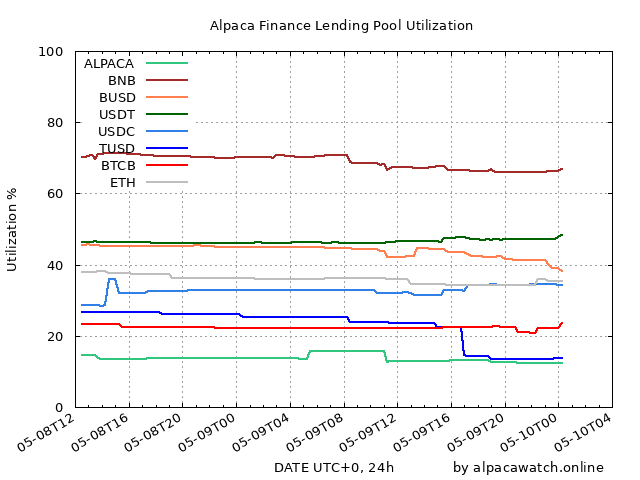 Alpaca Finance Lending Pool Utilization
Utilization %
100
80
60
40
20
0
ALPACA
BNB
BUSD
USDT
USDC
TUSD
BTCB
ETH
05-08T12
05-08T16
05-08T20
05-09T00
05-09T04
05-09T08
05-09T12
05-09T16
05-09T20
05-10T00
05-10T04
DATE UTC+0, 24h
by alpacawatch.online